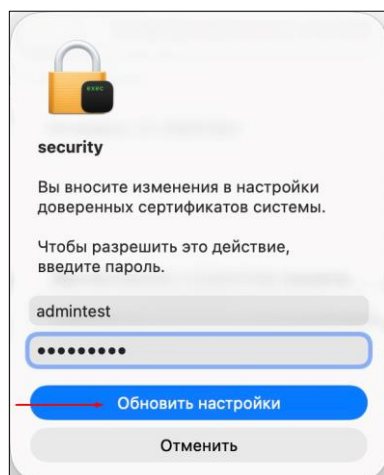 exec
security
Вы вносите изменения в настройки
доверенных сертификатов системы.
Чтобы разрешить это действие,
введите пароль.
admintest
•••••••••
Обновить настройки
Отменить